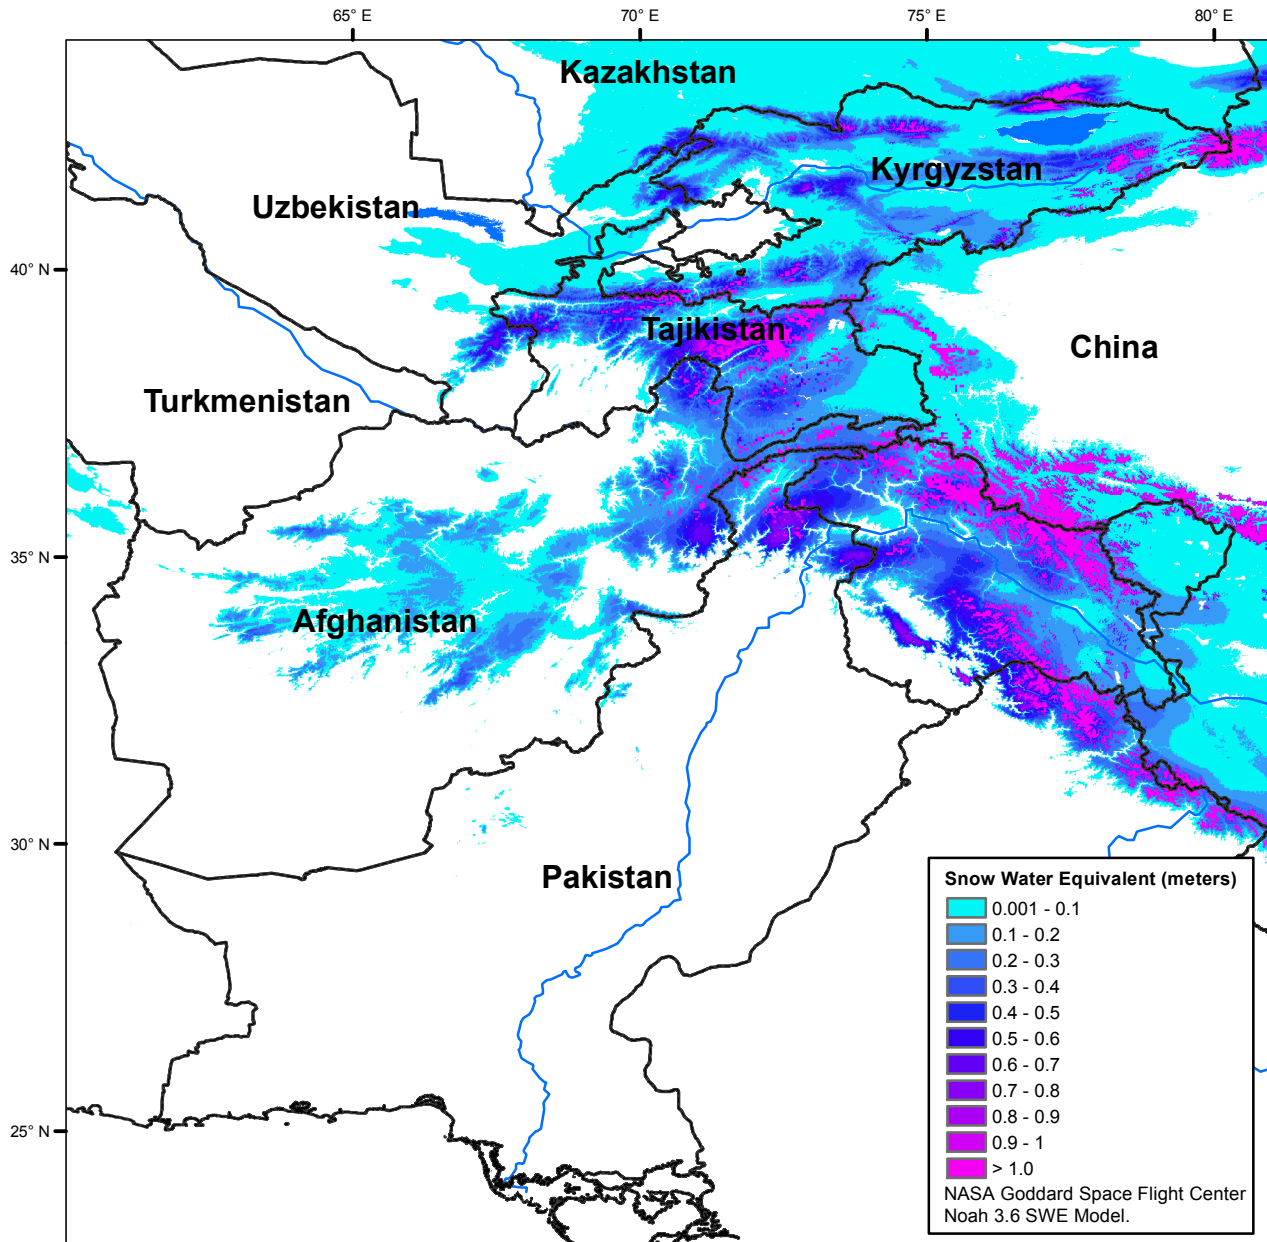 65° E
70° E
75° E
80° E
Kazakhstan
Kyrgyzstan
Uzbekistan
40° N
Tajikistan
China
Turkmenistan
35° N
Afghanistan
30° N
Pakistan
25° N
Snow Water Equivalent (meters)
0.001 - 0.1
0.1 - 0.2
0.2 - 0.3
0.3 - 0.4
0.4 - 0.5
0.5 - 0.6
0.6 - 0.7
0.7 - 0.8
0.8 - 0.9
0.9 - 1
> 1.0
NASA Goddard Space Flight Center
Noah 3.6 SWE Model.